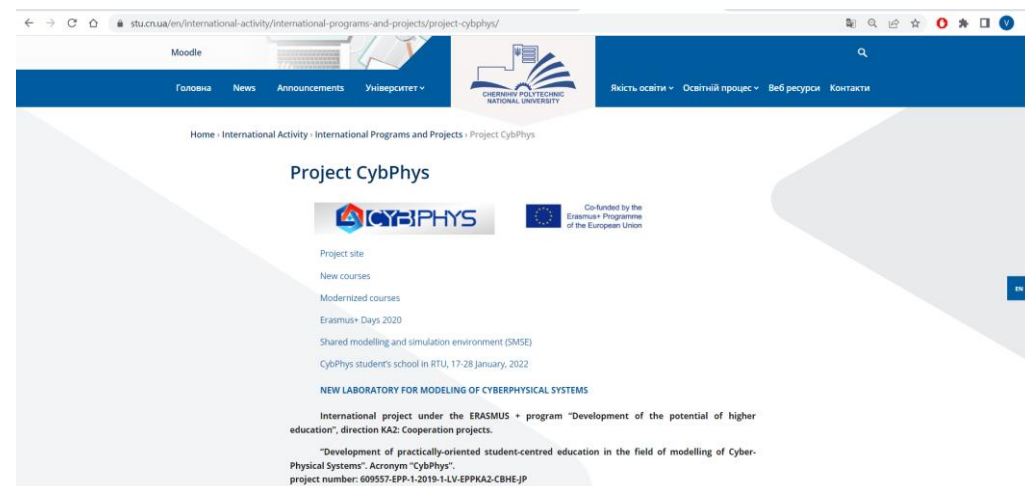 stu.cn.ua/en/international-activity/international-programs-and-projects/project-cybphys/
V
Moodle
Головна News Announcements Університет
CHERNIHIV POLYTECHNIC
NATIONAL UNIVERSITY
Якість освіти Освітній процес Веб ресурси Контакти
Home › International Activity › International Programs and Projects › Project CybPhys
Project CybPhys
CYBPHYS
Co-funded by the
Erasmus+ Programme
of the European Union
Project site
New courses
Modernized courses
EN
Erasmus+ Days 2020
Shared modelling and simulation environment (SMSE)
CybPhys student's school in RTU, 17-28 January, 2022
NEW LABORATORY FOR MODELING OF CYBERPHYSICAL SYSTEMS
International project under the ERASMUS + program “Development of the potential of higher
education”, direction KA2: Cooperation projects.
“Development of practically-oriented student-centred education in the field of modelling of Cyber-
Physical Systems”. Acronym “CybPhys”.
project number: 609557-EPP-1-2019-1-LV-EPPKA2-CBHE-JP